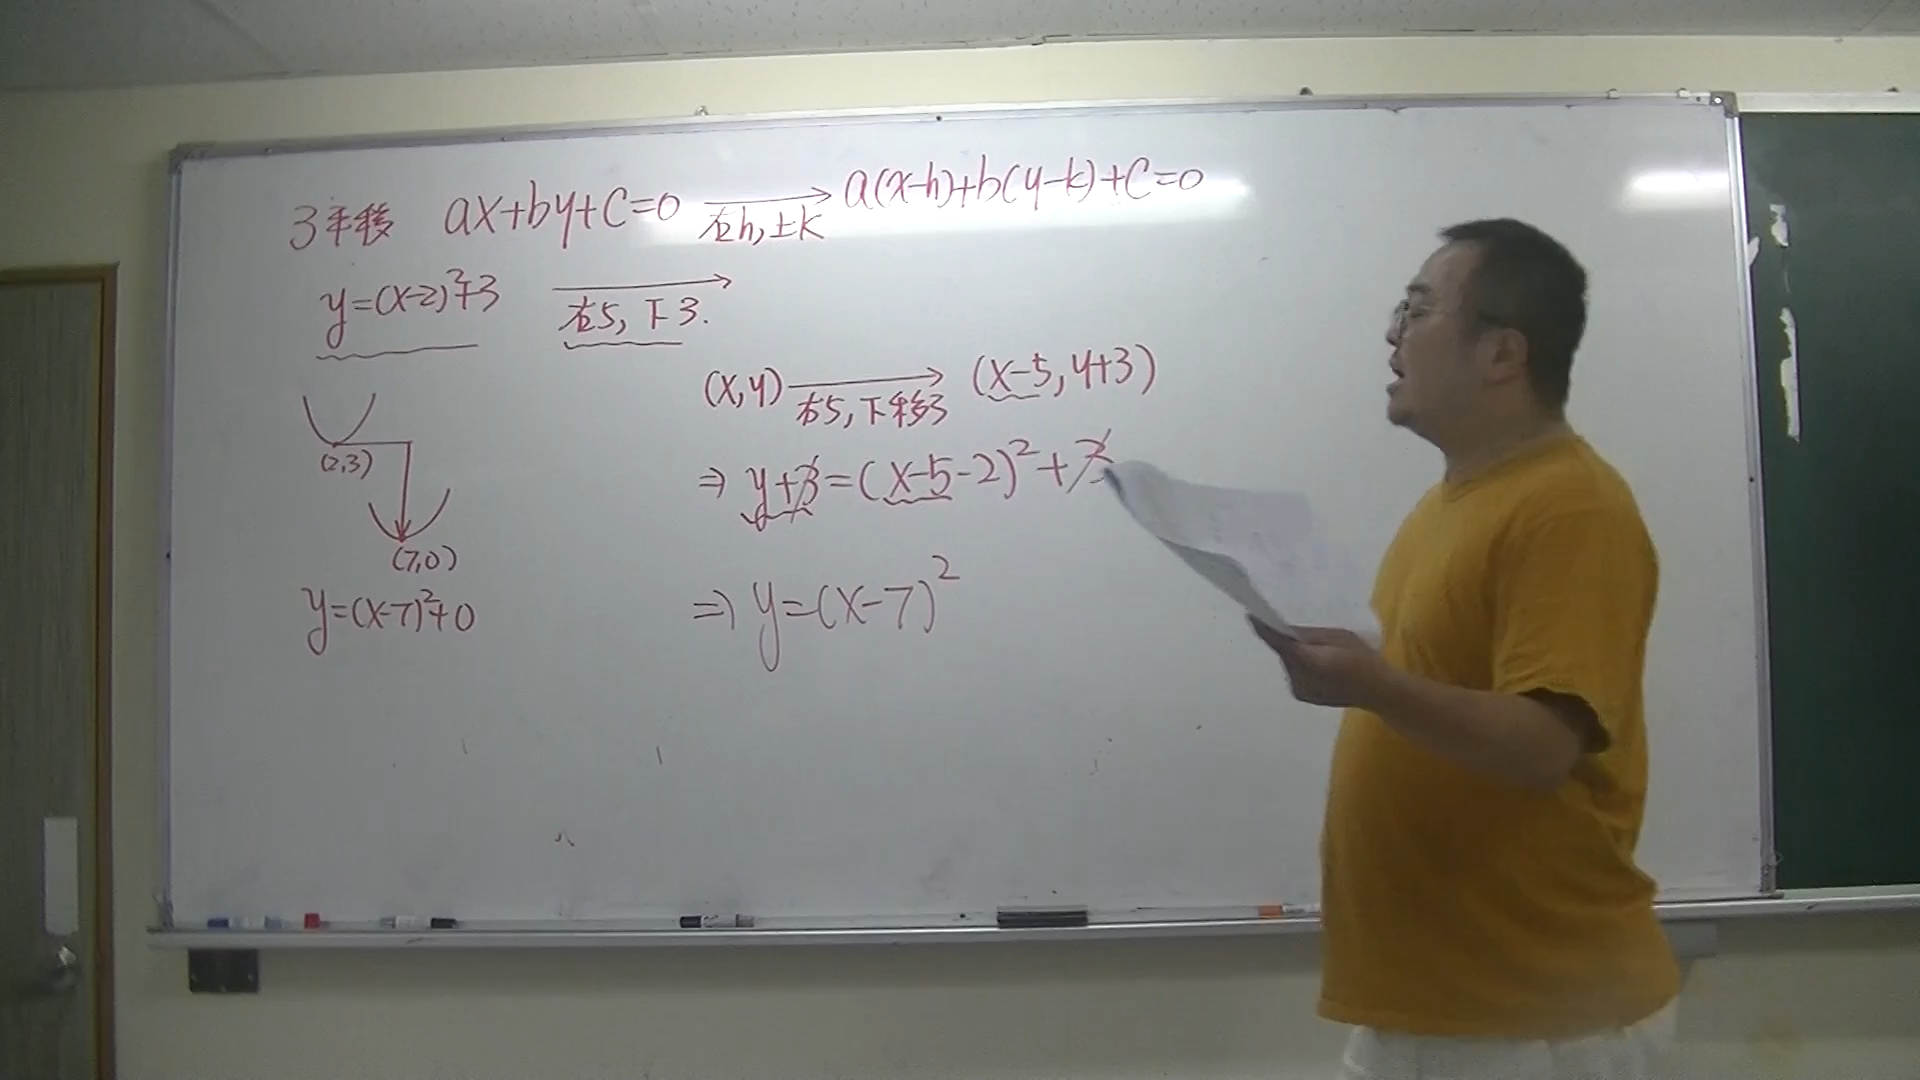 3平移 ax+by+c=0 →右h,上k a(x-h)+b(y-k)+c=0
y=(x-2)²+3 →右5,下3.
(x,y) →右5,下移3 (x-5,y+3)
(2,3)
⇒ y+3=(x-5-2)²+3
(7,0)
y=(x-7)²+0
⇒ y=(x-7)²